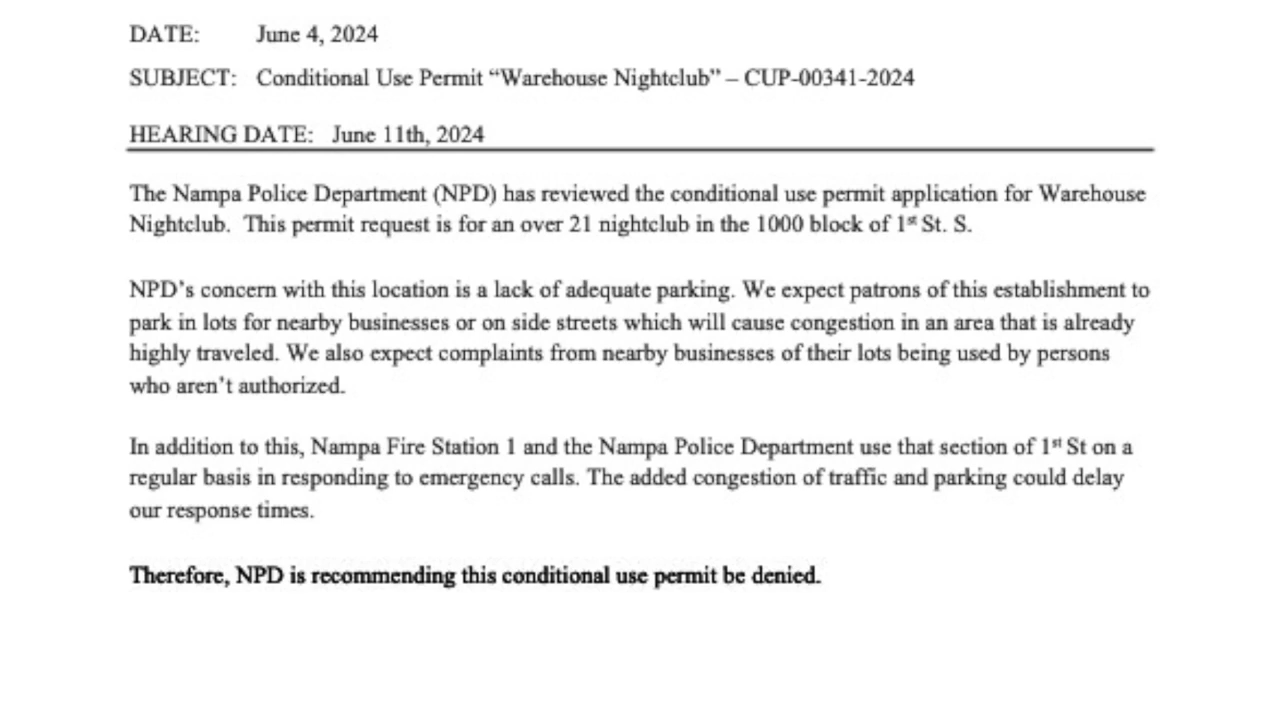 DATE: June 4, 2024
SUBJECT: Conditional Use Permit “Warehouse Nightclub” – CUP-00341-2024
HEARING DATE: June 11th, 2024
The Nampa Police Department (NPD) has reviewed the conditional use permit application for Warehouse
Nightclub. This permit request is for an over 21 nightclub in the 1000 block of 1st St. S.
NPD’s concern with this location is a lack of adequate parking. We expect patrons of this establishment to
park in lots for nearby businesses or on side streets which will cause congestion in an area that is already
highly traveled. We also expect complaints from nearby businesses of their lots being used by persons
who aren’t authorized.
In addition to this, Nampa Fire Station 1 and the Nampa Police Department use that section of 1st St on a
regular basis in responding to emergency calls. The added congestion of traffic and parking could delay
our response times.
Therefore, NPD is recommending this conditional use permit be denied.